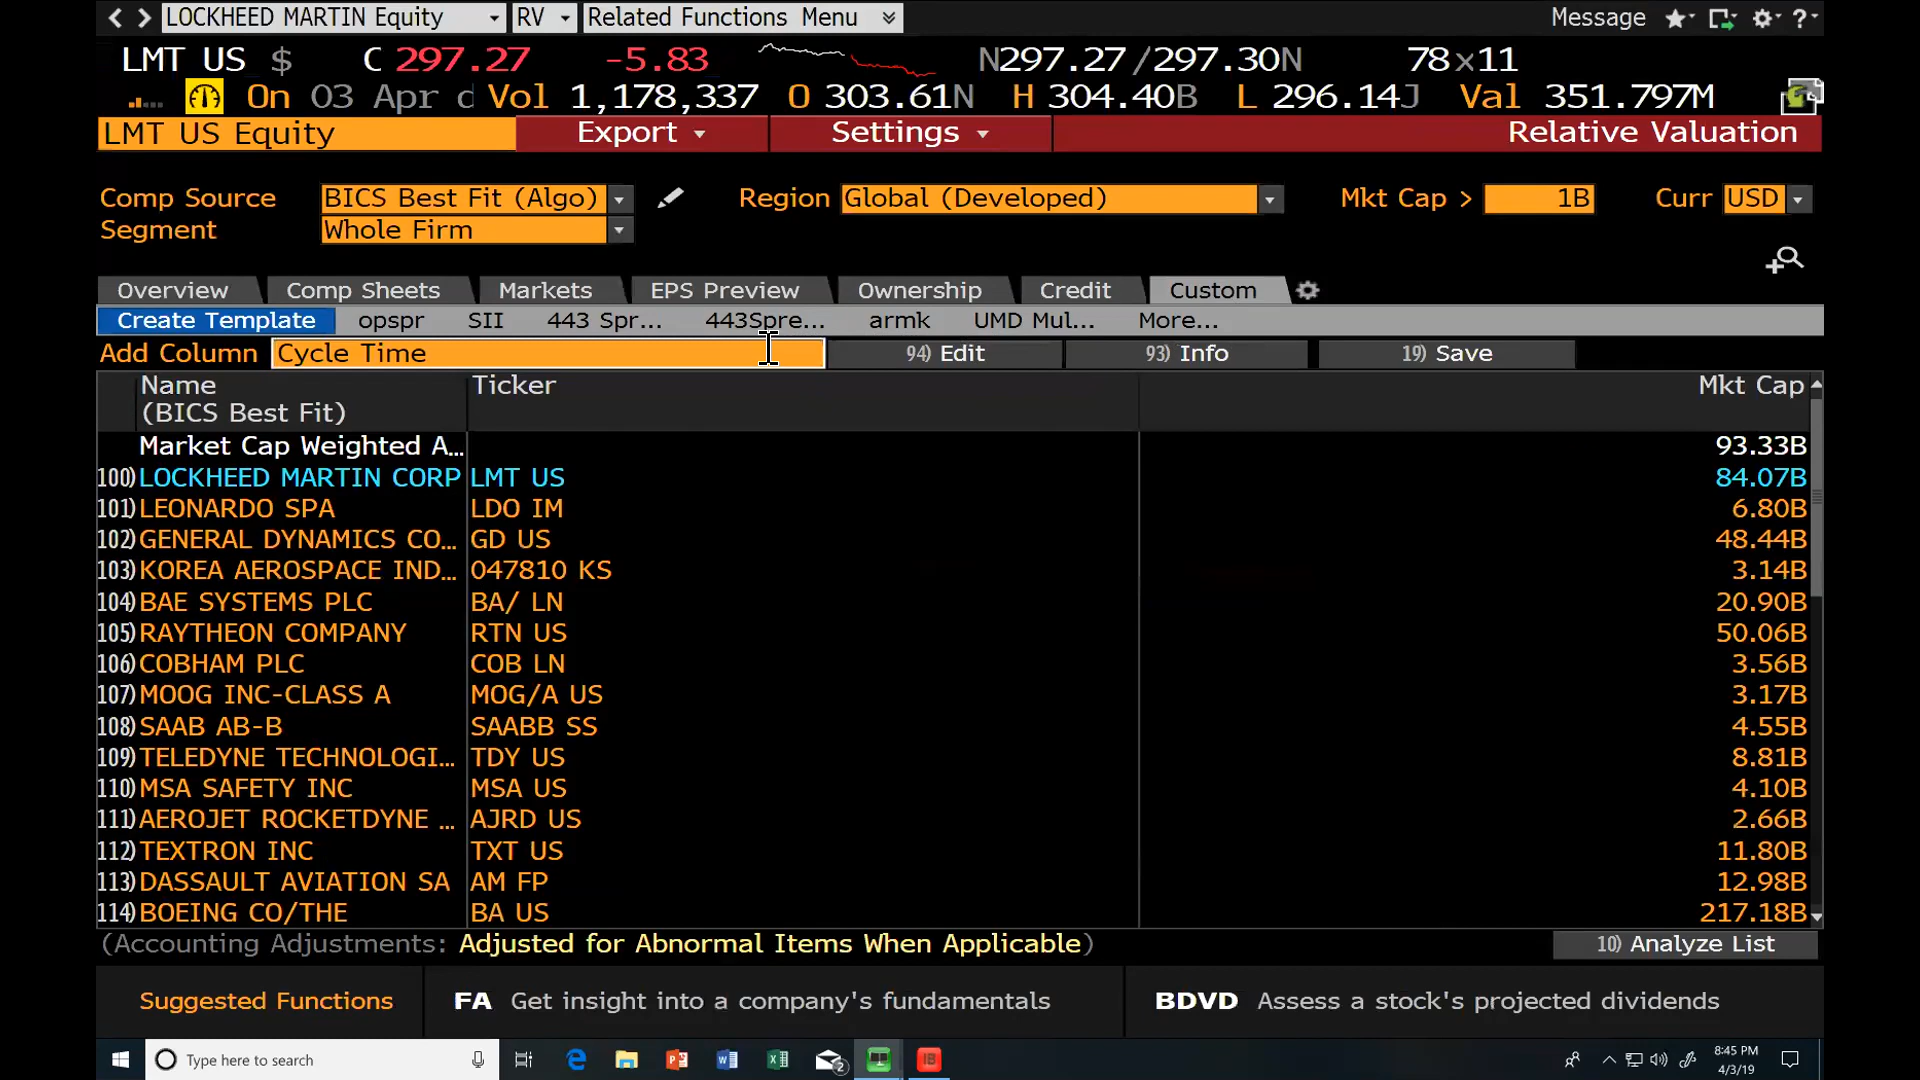 LOCKHEED MARTIN Equity RV Related Functions Menu Message ?
LMT US $ C 297.27 -5.83 N297.27/297.30N 78x11
On 03 Apr d Vol 1,178,337 O 303.61N H 304.40B L 296.14J Val 351.797M
LMT US Equity Export Settings Relative Valuation
Comp Source BICS Best Fit (Algo) Region Global (Developed) Mkt Cap > 1B Curr USD
Segment Whole Firm
Overview Comp Sheets Markets EPS Preview Ownership Credit Custom
Create Template opspr SII 443 Spr... 443Spre... armk UMD Mul... More...
Add Column Cycle Time 94) Edit 93) Info 19) Save
Name Ticker Mkt Cap
(BICS Best Fit)
Market Cap Weighted A... 93.33B
100) LOCKHEED MARTIN CORP LMT US 84.07B
101) LEONARDO SPA LDO IM 6.80B
102) GENERAL DYNAMICS CO... GD US 48.44B
103) KOREA AEROSPACE IND... 047810 KS 3.14B
104) BAE SYSTEMS PLC BA/ LN 20.90B
105) RAYTHEON COMPANY RTN US 50.06B
106) COBHAM PLC COB LN 3.56B
107) MOOG INC-CLASS A MOG/A US 3.17B
108) SAAB AB-B SAABB SS 4.55B
109) TELEDYNE TECHNOLOGI... TDY US 8.81B
110) MSA SAFETY INC MSA US 4.10B
111) AEROJET ROCKETDYNE ... AJRD US 2.66B
112) TEXTRON INC TXT US 11.80B
113) DASSAULT AVIATION SA AM FP 12.98B
114) BOEING CO/THE BA US 217.18B
(Accounting Adjustments: Adjusted for Abnormal Items When Applicable) 10) Analyze List
Suggested Functions FA Get insight into a company's fundamentals BDVD Assess a stock's projected dividends
Type here to search 2 IB 8:45 PM
4/3/19